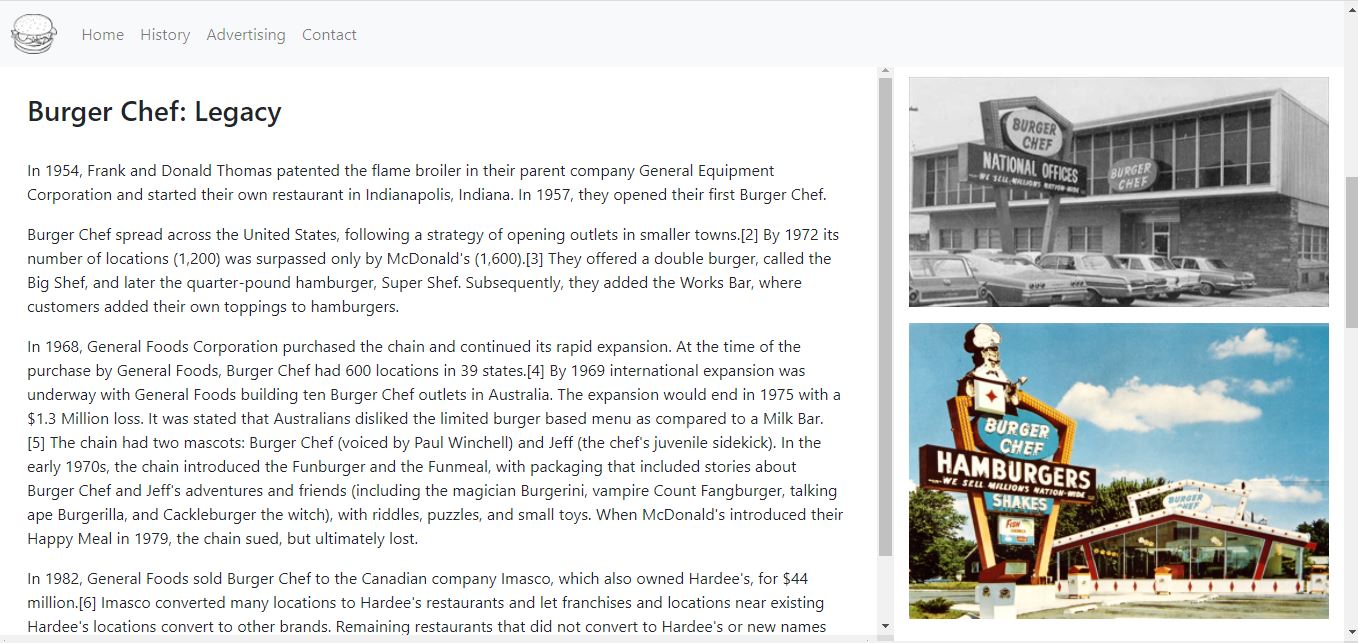 Home History Advertising Contact
Burger Chef: Legacy
In 1954, Frank and Donald Thomas patented the flame broiler in their parent company General Equipment
Corporation and started their own restaurant in Indianapolis, Indiana. In 1957, they opened their first Burger Chef.
Burger Chef spread across the United States, following a strategy of opening outlets in smaller towns.[2] By 1972 its
number of locations (1,200) was surpassed only by McDonald's (1,600).[3] They offered a double burger, called the
Big Shef, and later the quarter-pound hamburger, Super Shef. Subsequently, they added the Works Bar, where
customers added their own toppings to hamburgers.
In 1968, General Foods Corporation purchased the chain and continued its rapid expansion. At the time of the
purchase by General Foods, Burger Chef had 600 locations in 39 states.[4] By 1969 international expansion was
underway with General Foods building ten Burger Chef outlets in Australia. The expansion would end in 1975 with a
$1.3 Million loss. It was stated that Australians disliked the limited burger based menu as compared to a Milk Bar.
[5] The chain had two mascots: Burger Chef (voiced by Paul Winchell) and Jeff (the chef's juvenile sidekick). In the
early 1970s, the chain introduced the Funburger and the Funmeal, with packaging that included stories about
Burger Chef and Jeff's adventures and friends (including the magician Burgerini, vampire Count Fangburger, talking
ape Burgerilla, and Cackleburger the witch), with riddles, puzzles, and small toys. When McDonald's introduced their
Happy Meal in 1979, the chain sued, but ultimately lost.
In 1982, General Foods sold Burger Chef to the Canadian company Imasco, which also owned Hardee's, for $44
million.[6] Imasco converted many locations to Hardee's restaurants and let franchises and locations near existing
Hardee's locations convert to other brands. Remaining restaurants that did not convert to Hardee's or new names
BURGER
CHEF
NATIONAL OFFICES
WE SELL MILLIONS NATION-WIDE
BURGER
CHEF
BURGER
CHEF
HAMBURGERS
WE SELL MILLIONS NATION-WIDE
SHAKES
FISH
BURGER
CHEF